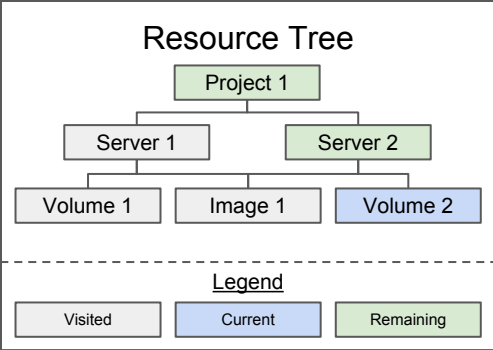 Resource Tree
Project 1
Server 1
Server 2
Volume 1
Image 1
Volume 2
Legend
Visited
Current
Remaining